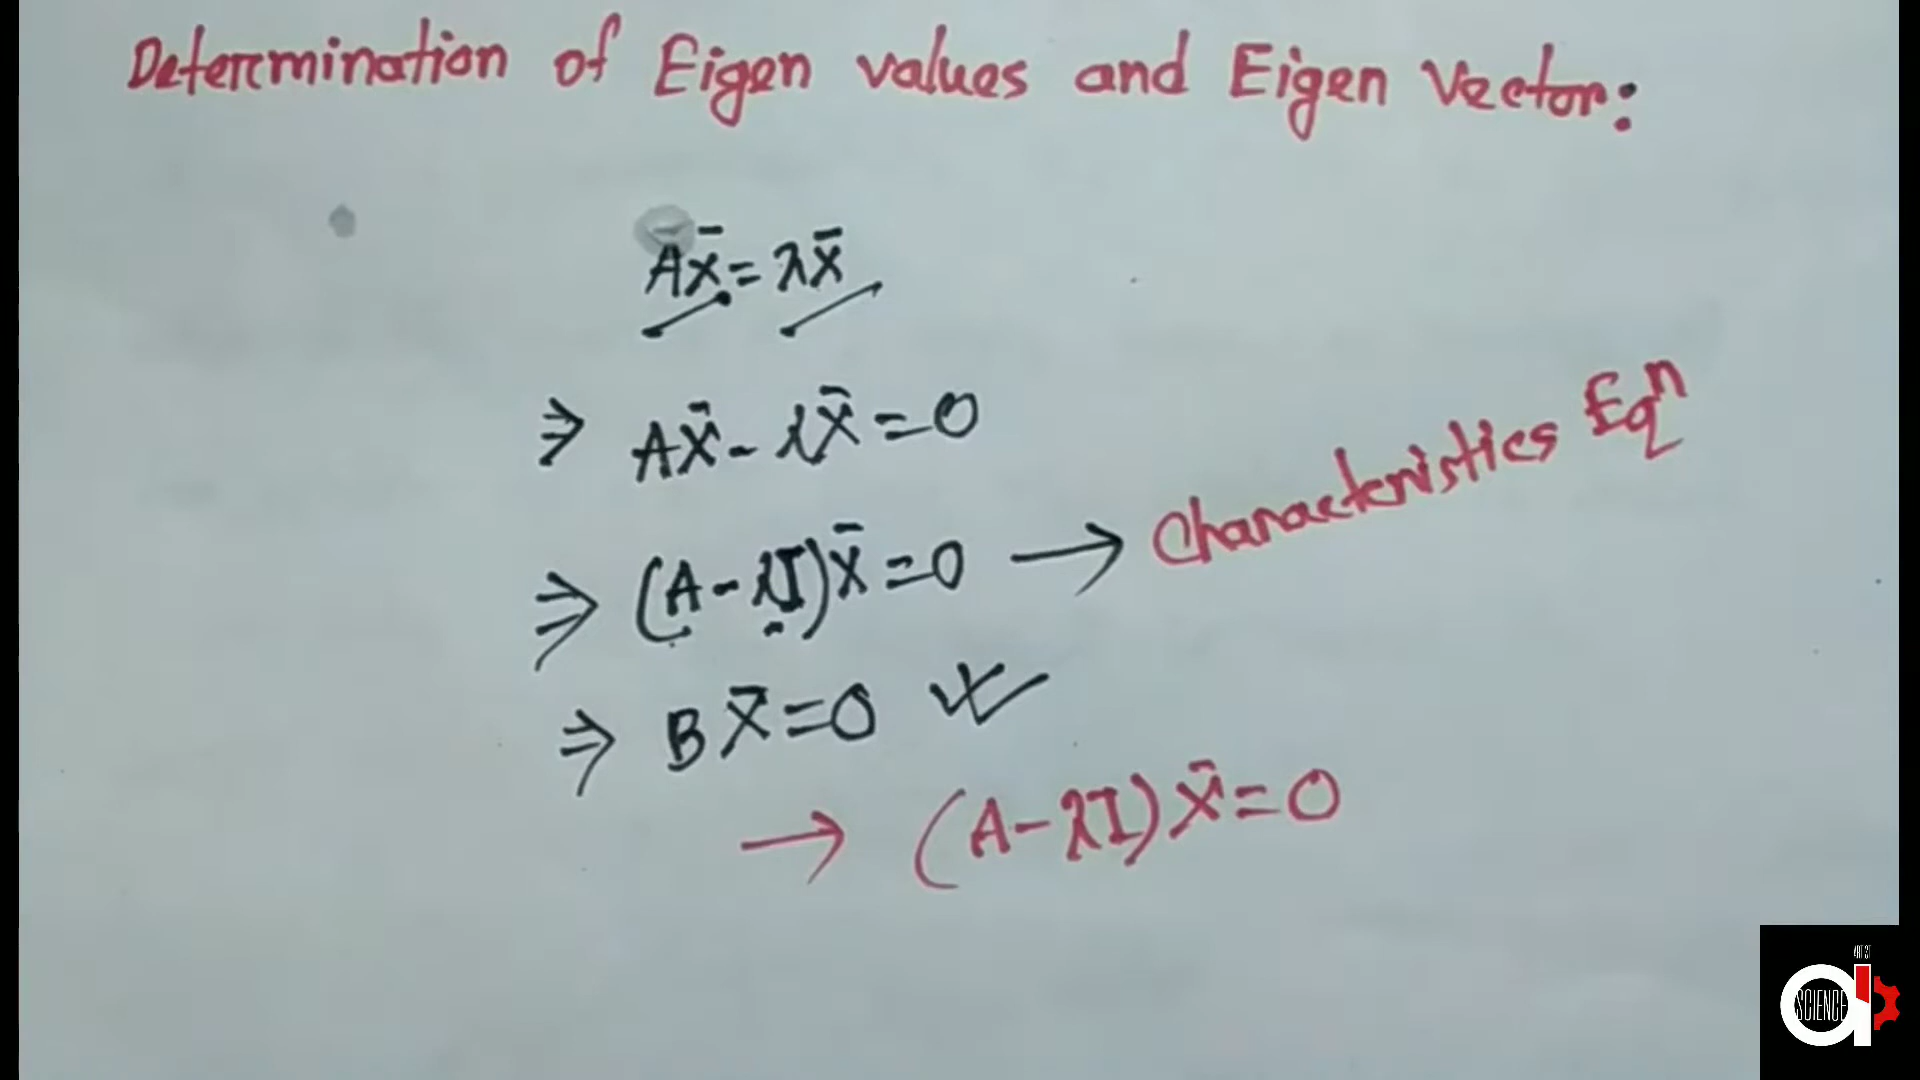 Determination of Eigen values and Eigen Vector:
Ax̄ = λx̄
⇒ Ax̄ - λx̄ = 0
⇒ (A - λI)x̄ = 0 → Characteristics Eqⁿ
⇒ Bx̄ = 0
→ (A - λI)x̄ = 0
SCIENCE